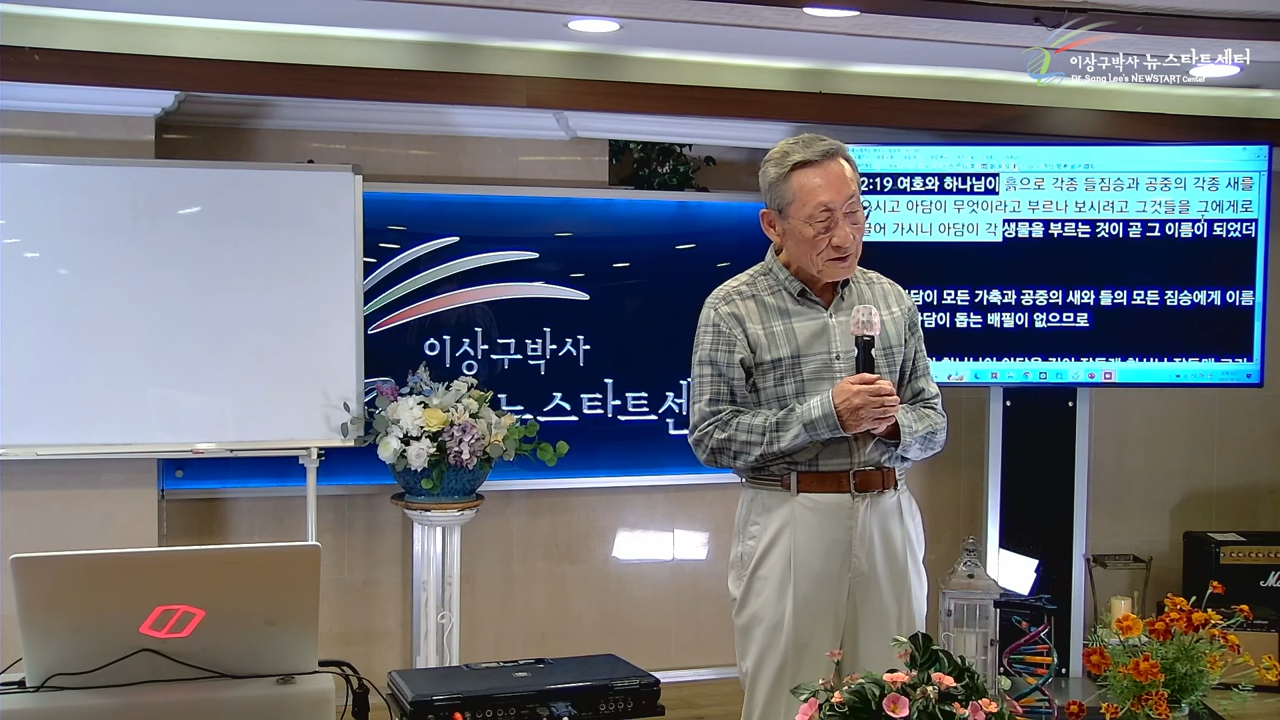 이상구박사 뉴스타트센터
Dr. Sang Lee's NEWSTART Center
2:19 여호와 하나님이 흙으로 각종 들짐승과 공중의 각종 새를
시고 아담이 무엇이라고 부르나 보시려고 그것들을 그에게로
끌어 가시니 아담이 각 생물을 부르는 것이 곧 그 이름이 되었더
담이 모든 가축과 공중의 새와 들의 모든 짐승에게 이름
아담이 돕는 배필이 없으므로
이상구박사
뉴스타트센